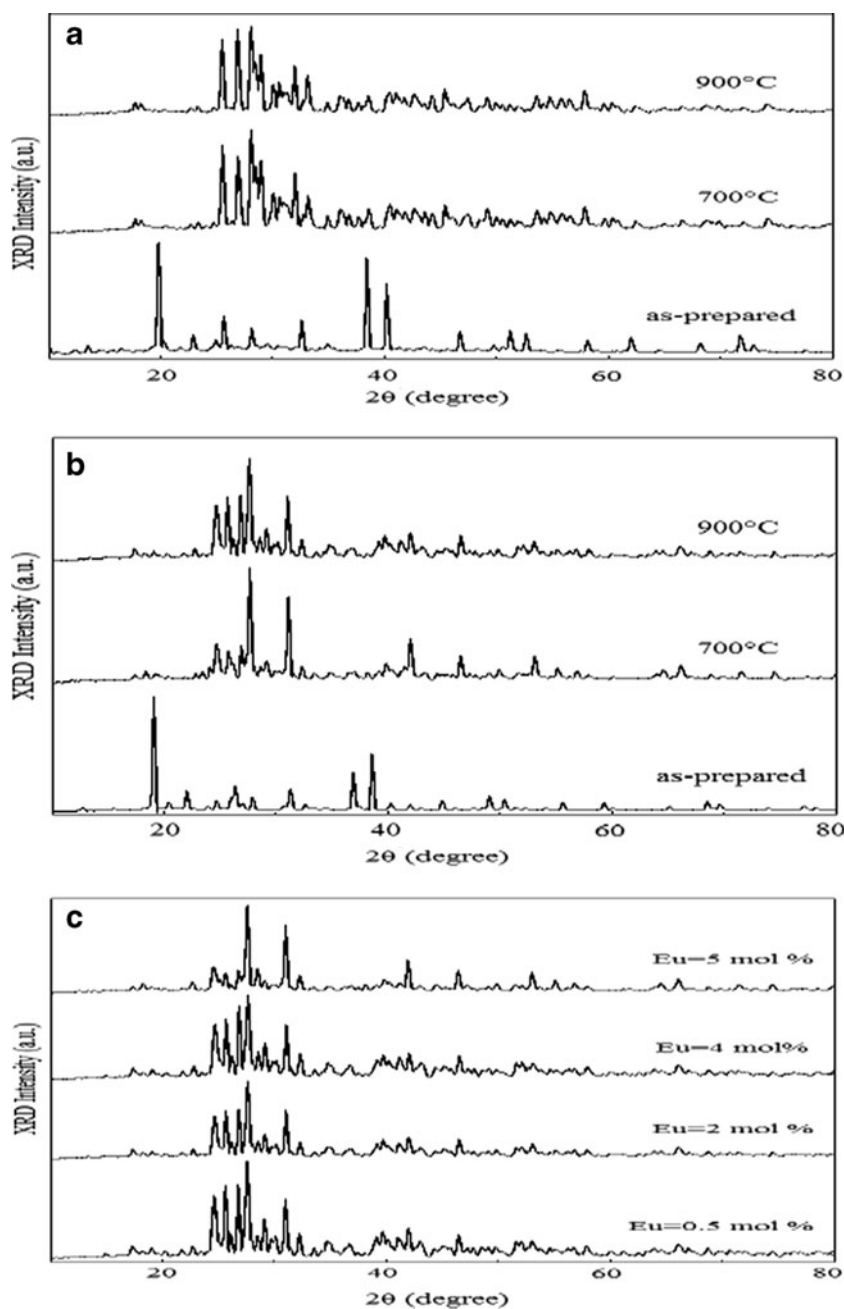 a
900°C
700°C
as-prepared
XRD Intensity (a.u.)
20 40 60 80
2θ (degree)
b
900°C
700°C
as-prepared
XRD Intensity (a.u.)
20 40 60 80
2θ (degree)
c
Eu=5 mol %
Eu=4 mol%
Eu=2 mol %
Eu=0.5 mol %
XRD Intensity (a.u.)
20 40 60 80
2θ (degree)